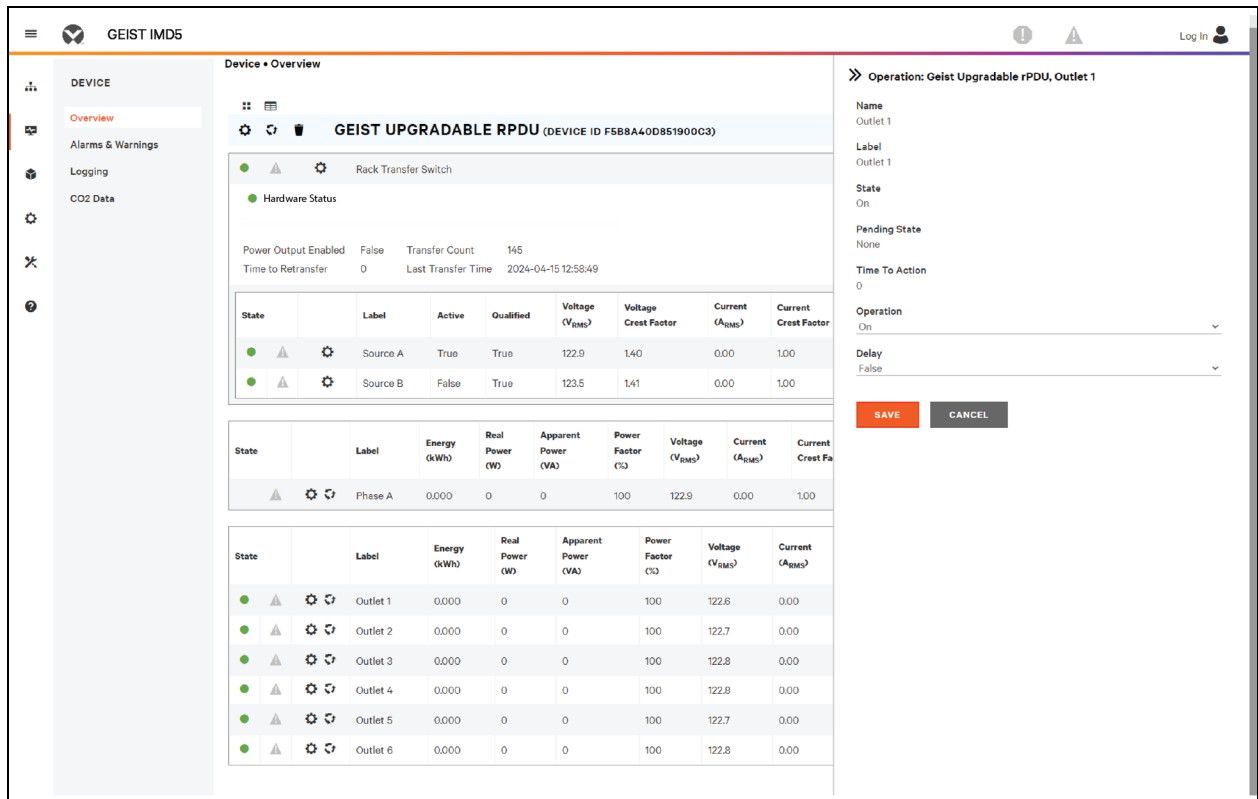 GEIST IMD5
Log In
DEVICE
Overview
Alarms & Warnings
Logging
CO2 Data
Device • Overview
GEIST UPGRADABLE RPDU (DEVICE ID F5B8A40D851900C3)
Rack Transfer Switch
Hardware Status
Power Output Enabled False Transfer Count 145
Time to Retransfer 0 Last Transfer Time 2024-04-15 12:58:49
State Label Active Qualified Voltage (VRMS) Voltage Crest Factor Current (ARMS) Current Crest Factor
Source A True True 122.9 1.40 0.00 1.00
Source B False True 123.5 1.41 0.00 1.00
State Label Energy (kWh) Real Power (W) Apparent Power (VA) Power Factor (%) Voltage (VRMS) Current (ARMS) Current Crest Fa
Phase A 0.000 0 0 100 122.9 0.00 1.00
State Label Energy (kWh) Real Power (W) Apparent Power (VA) Power Factor (%) Voltage (VRMS) Current (ARMS)
Outlet 1 0.000 0 0 100 122.6 0.00
Outlet 2 0.000 0 0 100 122.7 0.00
Outlet 3 0.000 0 0 100 122.8 0.00
Outlet 4 0.000 0 0 100 122.8 0.00
Outlet 5 0.000 0 0 100 122.7 0.00
Outlet 6 0.000 0 0 100 122.8 0.00
Operation: Geist Upgradable rPDU, Outlet 1
Name
Outlet 1
Label
Outlet 1
State
On
Pending State
None
Time To Action
0
Operation
On
Delay
False
SAVE CANCEL